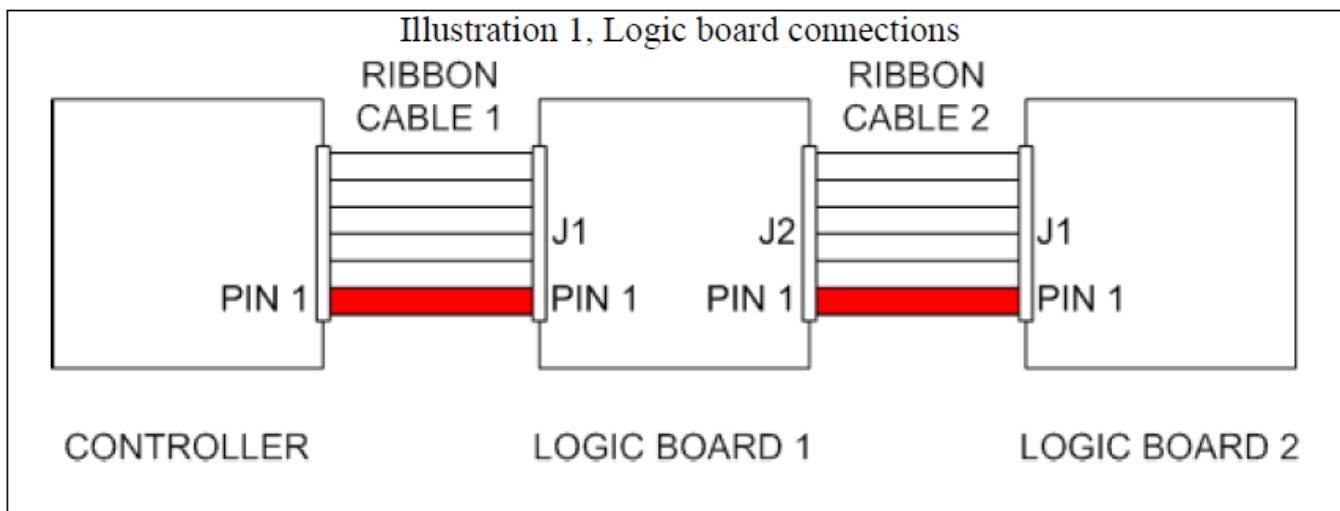 Illustration 1, Logic board connections
RIBBON
CABLE 1
RIBBON
CABLE 2
J1
J2
J1
PIN 1
PIN 1
PIN 1
PIN 1
CONTROLLER
LOGIC BOARD 1
LOGIC BOARD 2